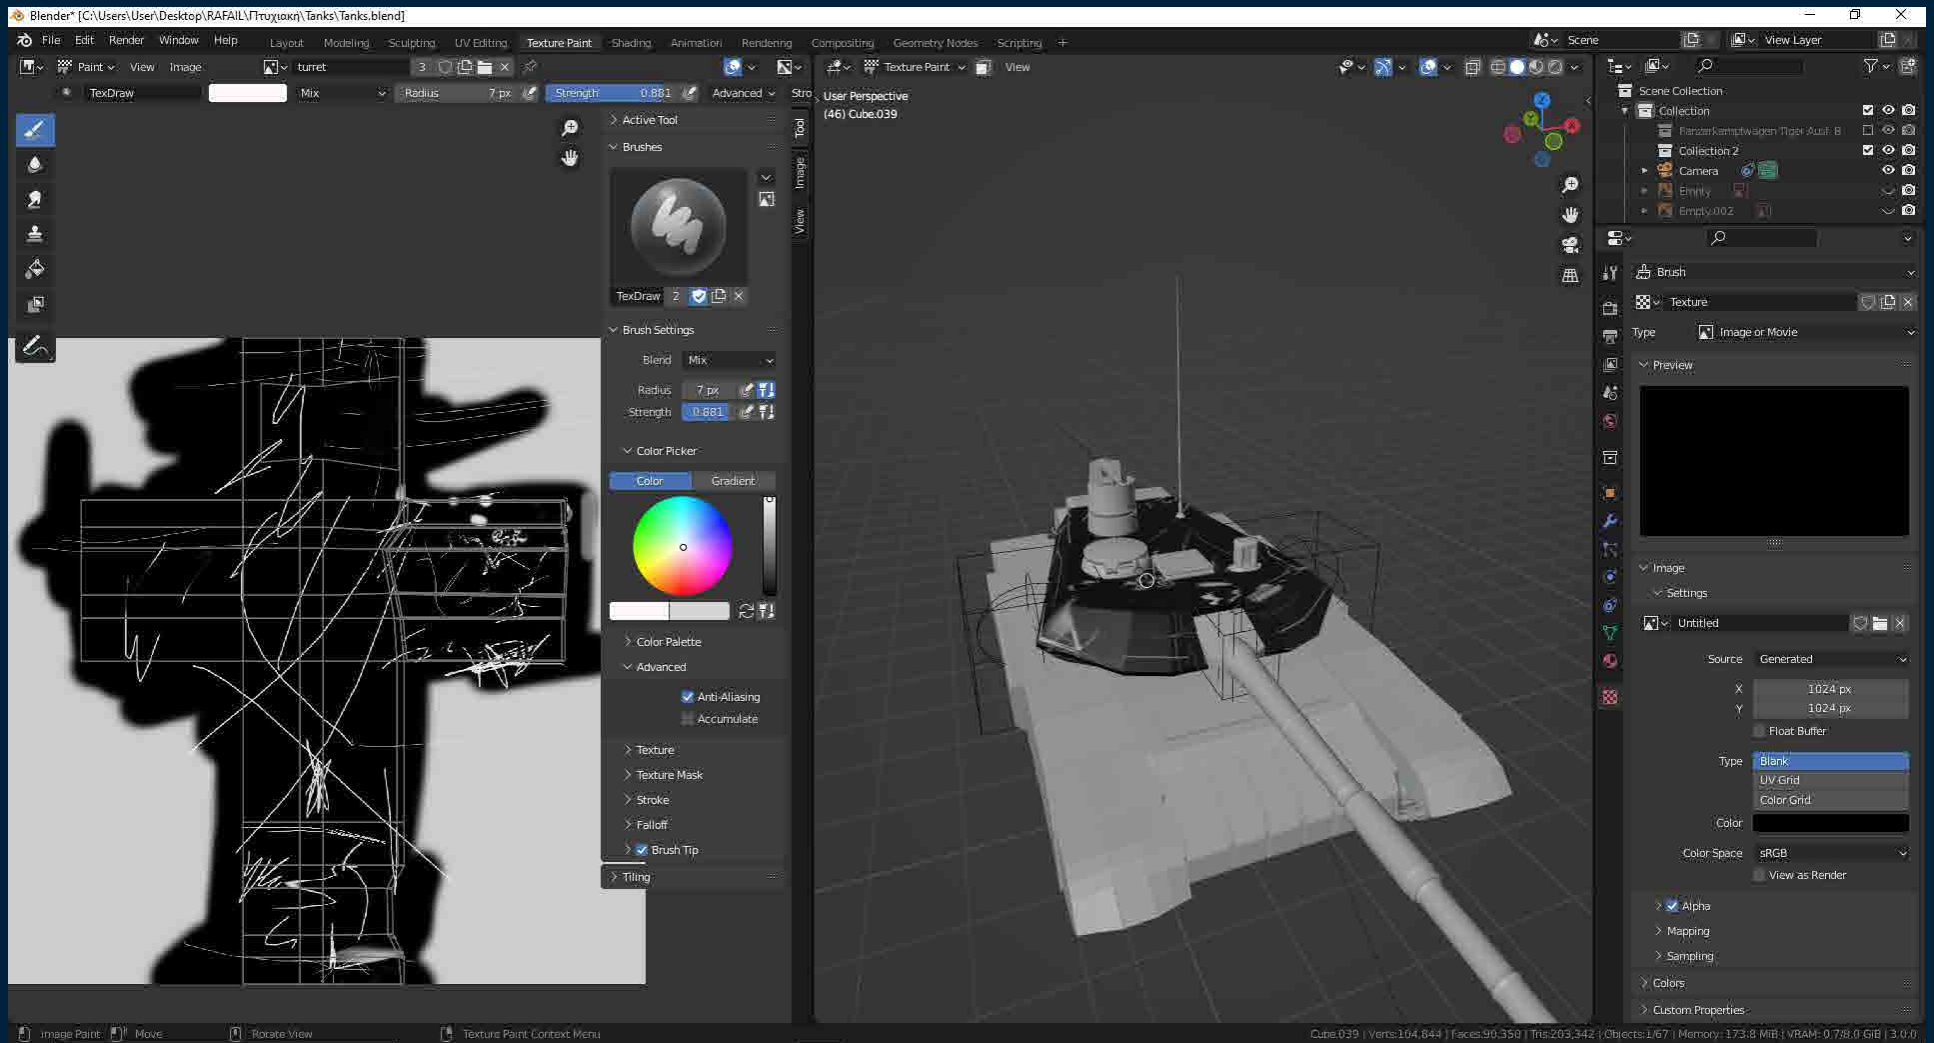 Blender* [C:\Users\User\Desktop\RAFAIL\Πτυχιακή\Tanks\Tanks.blend]
File Edit Render Window Help Layout Modeling Sculpting UV Editing Texture Paint Shading Animation Rendering Compositing Geometry Nodes Scripting + Scene View Layer
Paint View Image turret 3 Texture Paint View
TexDraw Mix Radius 7 px Strength 0.881 Advanced Stro
User Perspective
(46) Cube.039
Active Tool
Brushes
Tool
Image
View
TexDraw 2
Brush Settings
Blend Mix
Radius 7 px
Strength 0.881
Color Picker
Color Gradient
Color Palette
Advanced
Anti-Aliasing
Accumulate
Texture
Texture Mask
Stroke
Falloff
Brush Tip
Tiling
Scene Collection
Collection
Panzerkampfwagen Tiger Ausf. B
Collection 2
Camera
Empty
Empty.002
Brush
Texture
Type Image or Movie
Preview
Image
Settings
Untitled
Source Generated
X 1024 px
Y 1024 px
Float Buffer
Type Blank
UV Grid
Color Grid
Color
Color Space sRGB
View as Render
Alpha
Mapping
Sampling
Colors
Custom Properties
Image Paint Move Rotate View Texture Paint Context Menu Cube.039 | Verts:104,844 | Faces:90,350 | Tris:203,342 | Objects:1/67 | Memory: 173.8 MiB | VRAM: 0.7/8.0 GiB | 3.0.0